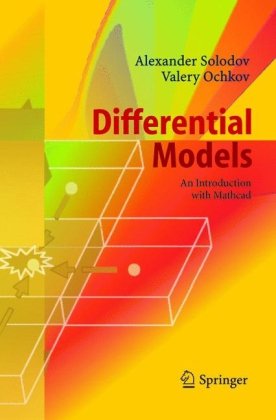 Alexander Solodov
Valery Ochkov
Differential
Models
An Introduction
with Mathcad
Springer